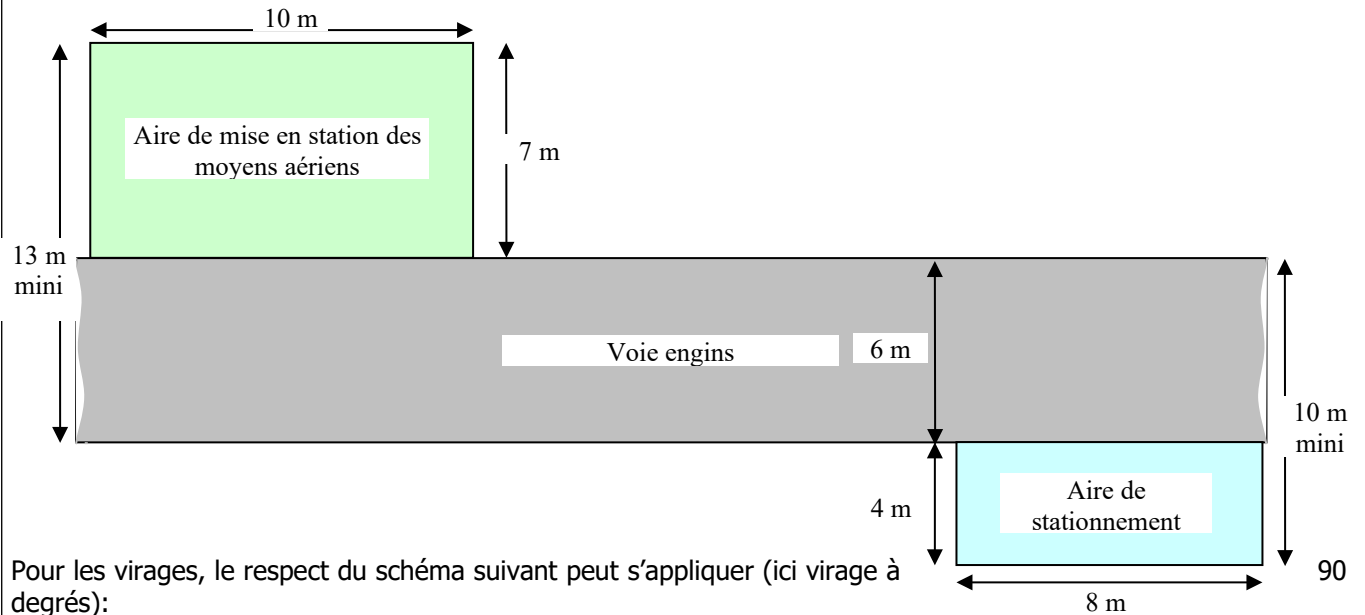 10 m
Aire de mise en station des
moyens aériens
7 m
13 m
mini
Voie engins
6 m
10 m
mini
Aire de
stationnement
4 m
Pour les virages, le respect du schéma suivant peut s’appliquer (ici virage à 90
degrés):
8 m